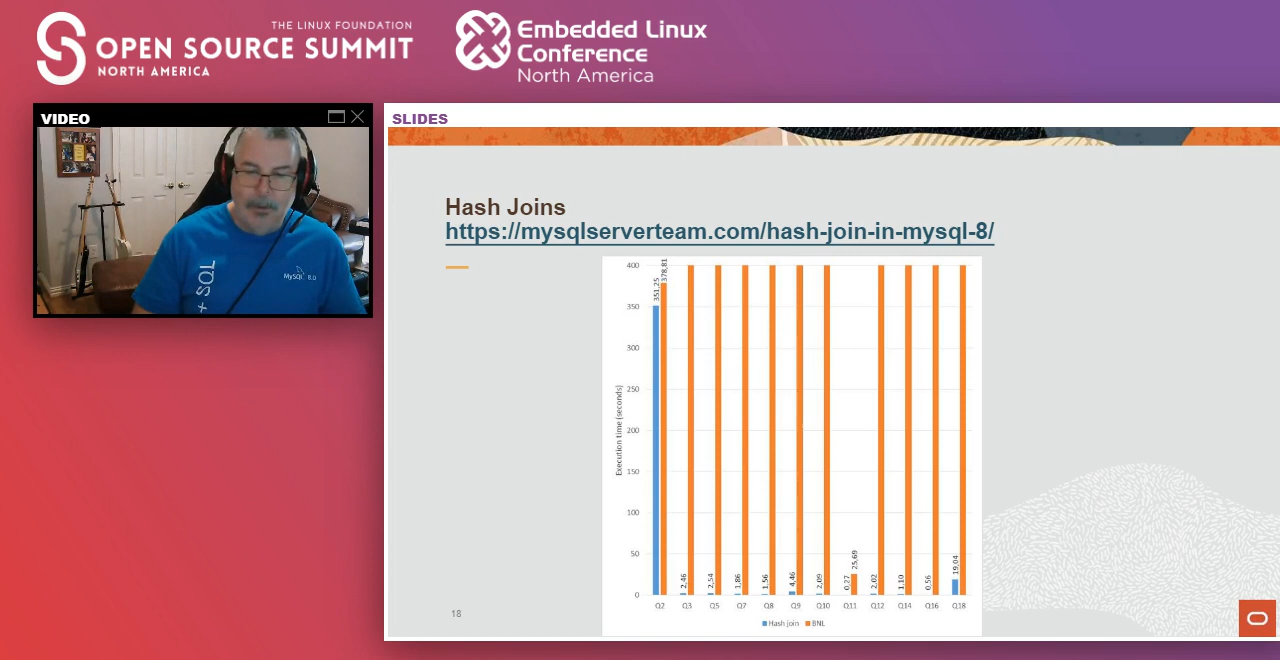 THE LINUX FOUNDATION
OPEN SOURCE SUMMIT
NORTH AMERICA
Embedded Linux
Conference
North America
VIDEO
SLIDES
+ SQL
MySQL 8.0
Hash Joins
https://mysqlserverteam.com/hash-join-in-mysql-8/
Execution time (seconds)
400
350
300
250
200
150
100
50
0
351,25
378,81
2,46
2,54
1,86
1,56
4,46
2,09
0,27
25,69
2,02
1,10
0,56
19,04
Q2 Q3 Q5 Q7 Q8 Q9 Q10 Q11 Q12 Q14 Q16 Q18
Hash join BNL
18